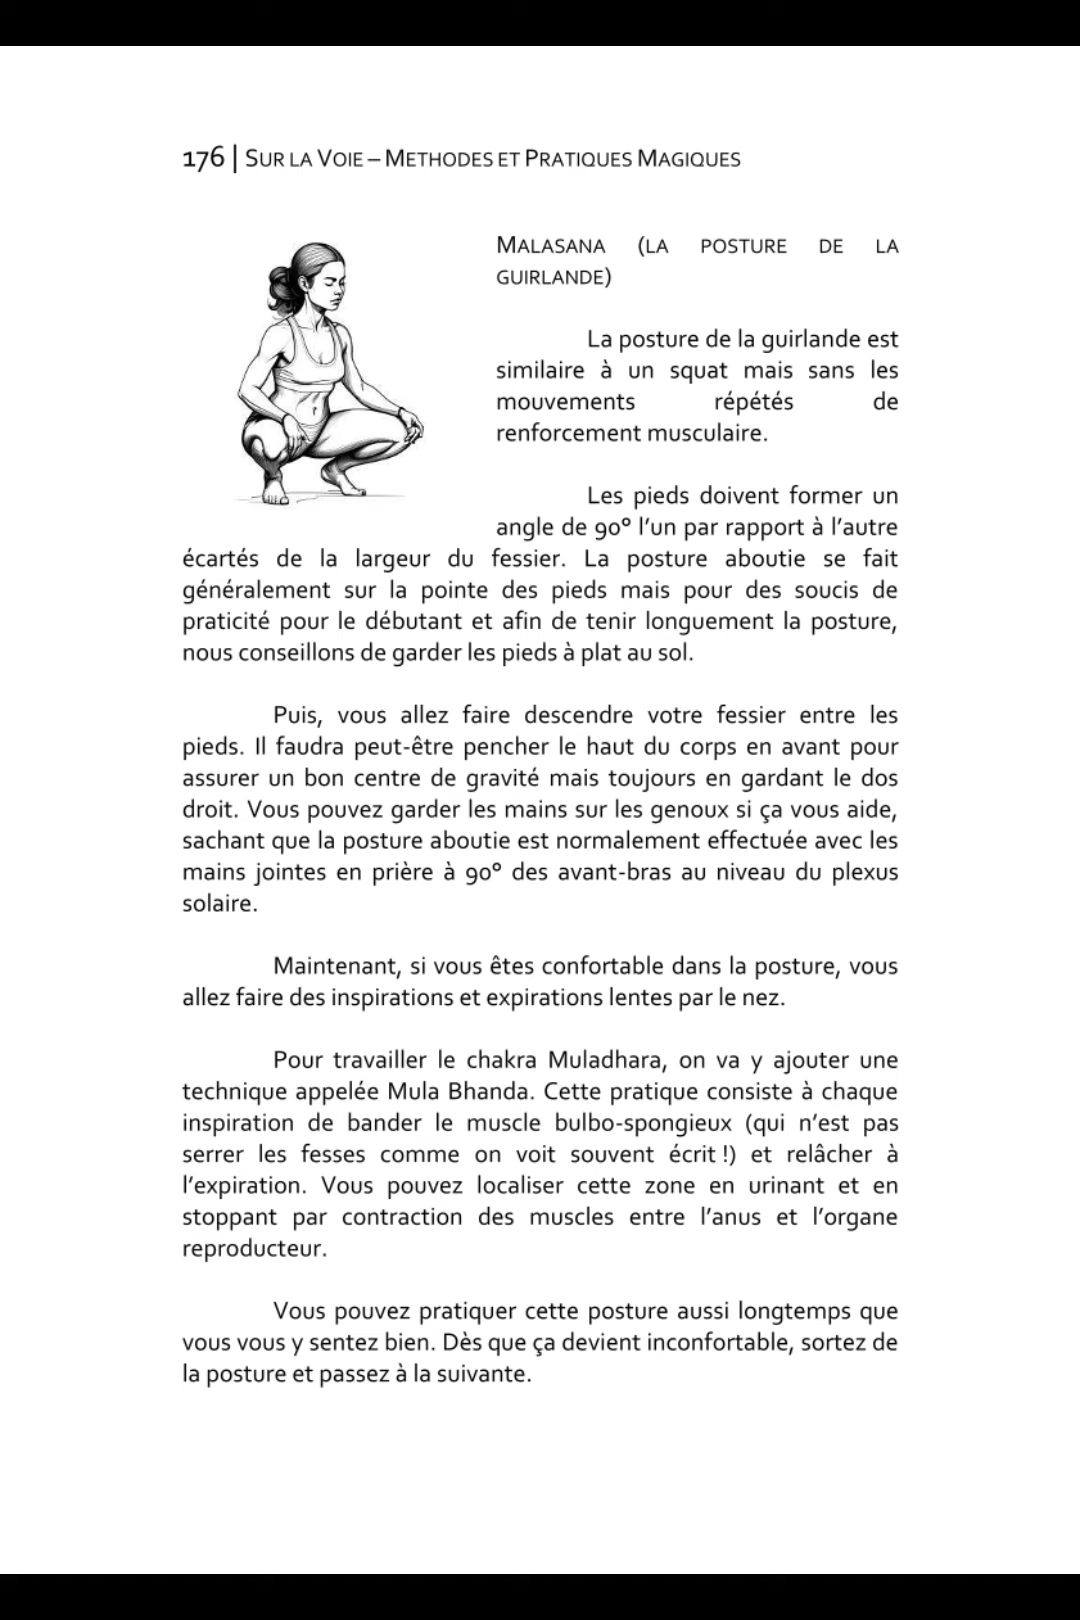 176 | SUR LA VOIE – METHODES ET PRATIQUES MAGIQUES
MALASANA (LA POSTURE DE LA
GUIRLANDE)
La posture de la guirlande est
similaire à un squat mais sans les
mouvements répétés de
renforcement musculaire.
Les pieds doivent former un
angle de 90° l’un par rapport à l’autre
écartés de la largeur du fessier. La posture aboutie se fait
généralement sur la pointe des pieds mais pour des soucis de
praticité pour le débutant et afin de tenir longuement la posture,
nous conseillons de garder les pieds à plat au sol.
Puis, vous allez faire descendre votre fessier entre les
pieds. Il faudra peut-être pencher le haut du corps en avant pour
assurer un bon centre de gravité mais toujours en gardant le dos
droit. Vous pouvez garder les mains sur les genoux si ça vous aide,
sachant que la posture aboutie est normalement effectuée avec les
mains jointes en prière à 90° des avant-bras au niveau du plexus
solaire.
Maintenant, si vous êtes confortable dans la posture, vous
allez faire des inspirations et expirations lentes par le nez.
Pour travailler le chakra Muladhara, on va y ajouter une
technique appelée Mula Bhanda. Cette pratique consiste à chaque
inspiration de bander le muscle bulbo-spongieux (qui n’est pas
serrer les fesses comme on voit souvent écrit !) et relâcher à
l’expiration. Vous pouvez localiser cette zone en urinant et en
stoppant par contraction des muscles entre l’anus et l’organe
reproducteur.
Vous pouvez pratiquer cette posture aussi longtemps que
vous vous y sentez bien. Dès que ça devient inconfortable, sortez de
la posture et passez à la suivante.